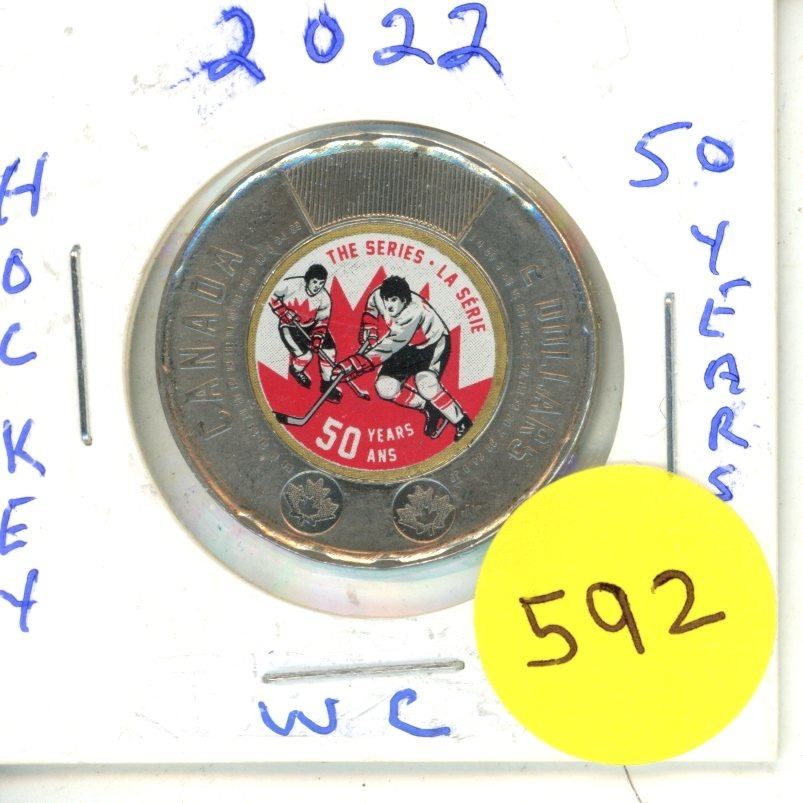 2022
HOCKEY
50 YEARS
THE SERIES • LA SÉRIE
CANADA
2 DOLLARS
50 YEARS
ANS
592
WC